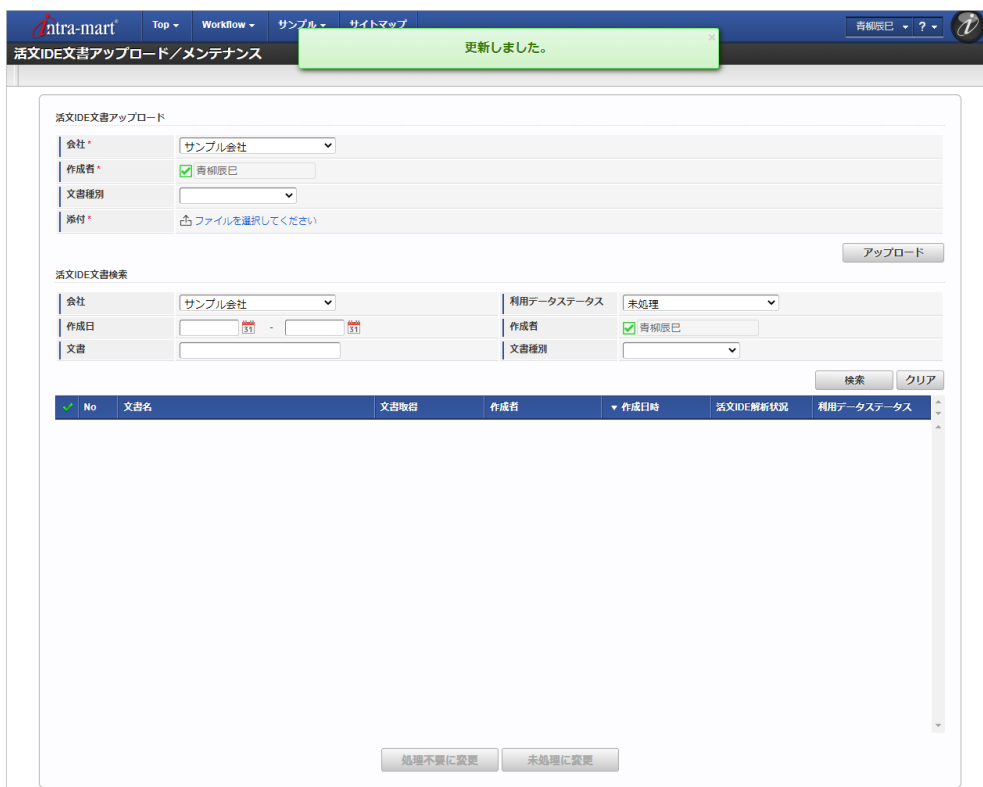 intra-mart® Top Workflow サンプル サイトマップ 青柳辰巳 ?
活文IDE文書アップロード／メンテナンス
更新しました。
×
活文IDE文書アップロード
会社* サンプル会社
作成者* 青柳辰巳
文書種別
添付* ファイルを選択してください
アップロード
活文IDE文書検索
会社 サンプル会社 利用データステータス 未処理
作成日 31 - 31 作成者 青柳辰巳
文書 文書種別
検索 クリア
No 文書名 文書取得 作成者 作成日時 活文IDE解析状況 利用データステータス
処理不要に変更 未処理に変更